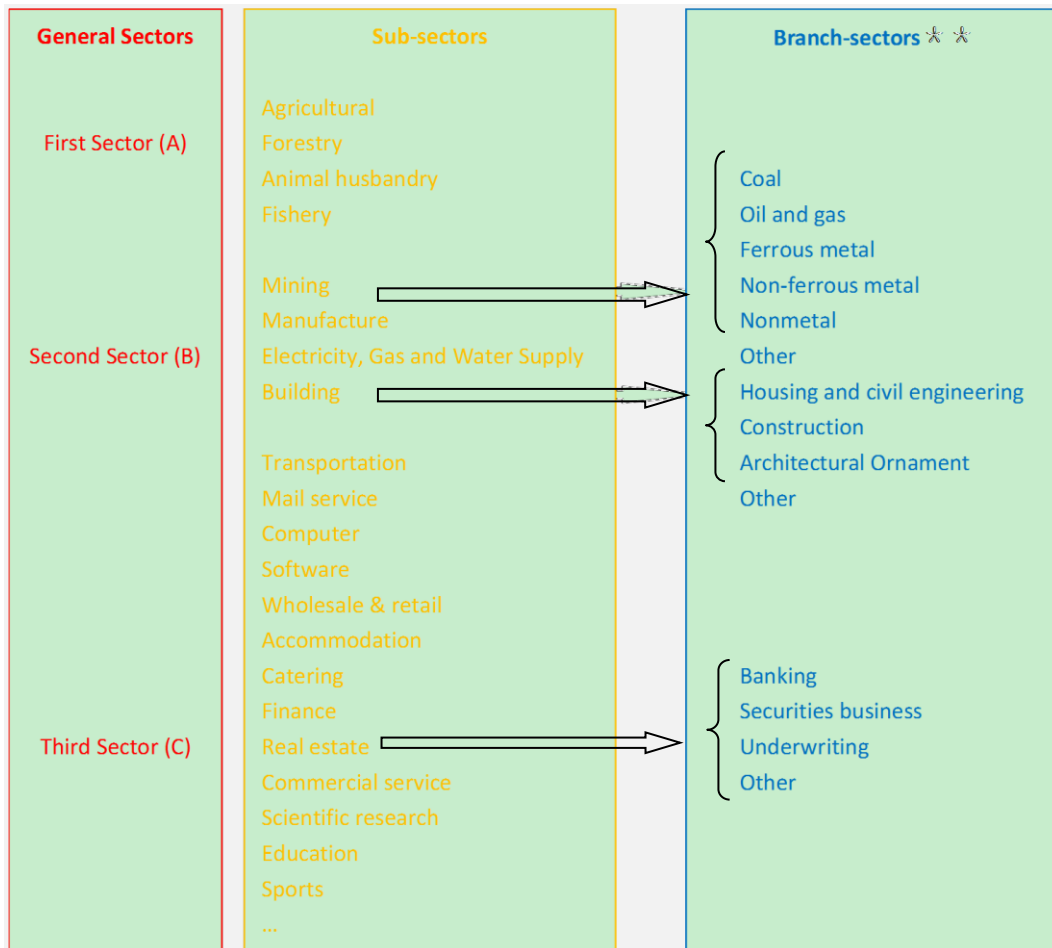 General Sectors
First Sector (A)
Second Sector (B)
Third Sector (C)
Sub-sectors
Agricultural
Forestry
Animal husbandry
Fishery
Mining
Manufacture
Electricity, Gas and Water Supply
Building
Transportation
Mail service
Computer
Software
Wholesale & retail
Accommodation
Catering
Finance
Real estate
Commercial service
Scientific research
Education
Sports
...
Branch-sectors
Coal
Oil and gas
Ferrous metal
Non-ferrous metal
Nonmetal
Other
Housing and civil engineering
Construction
Architectural Ornament
Other
Banking
Securities business
Underwriting
Other